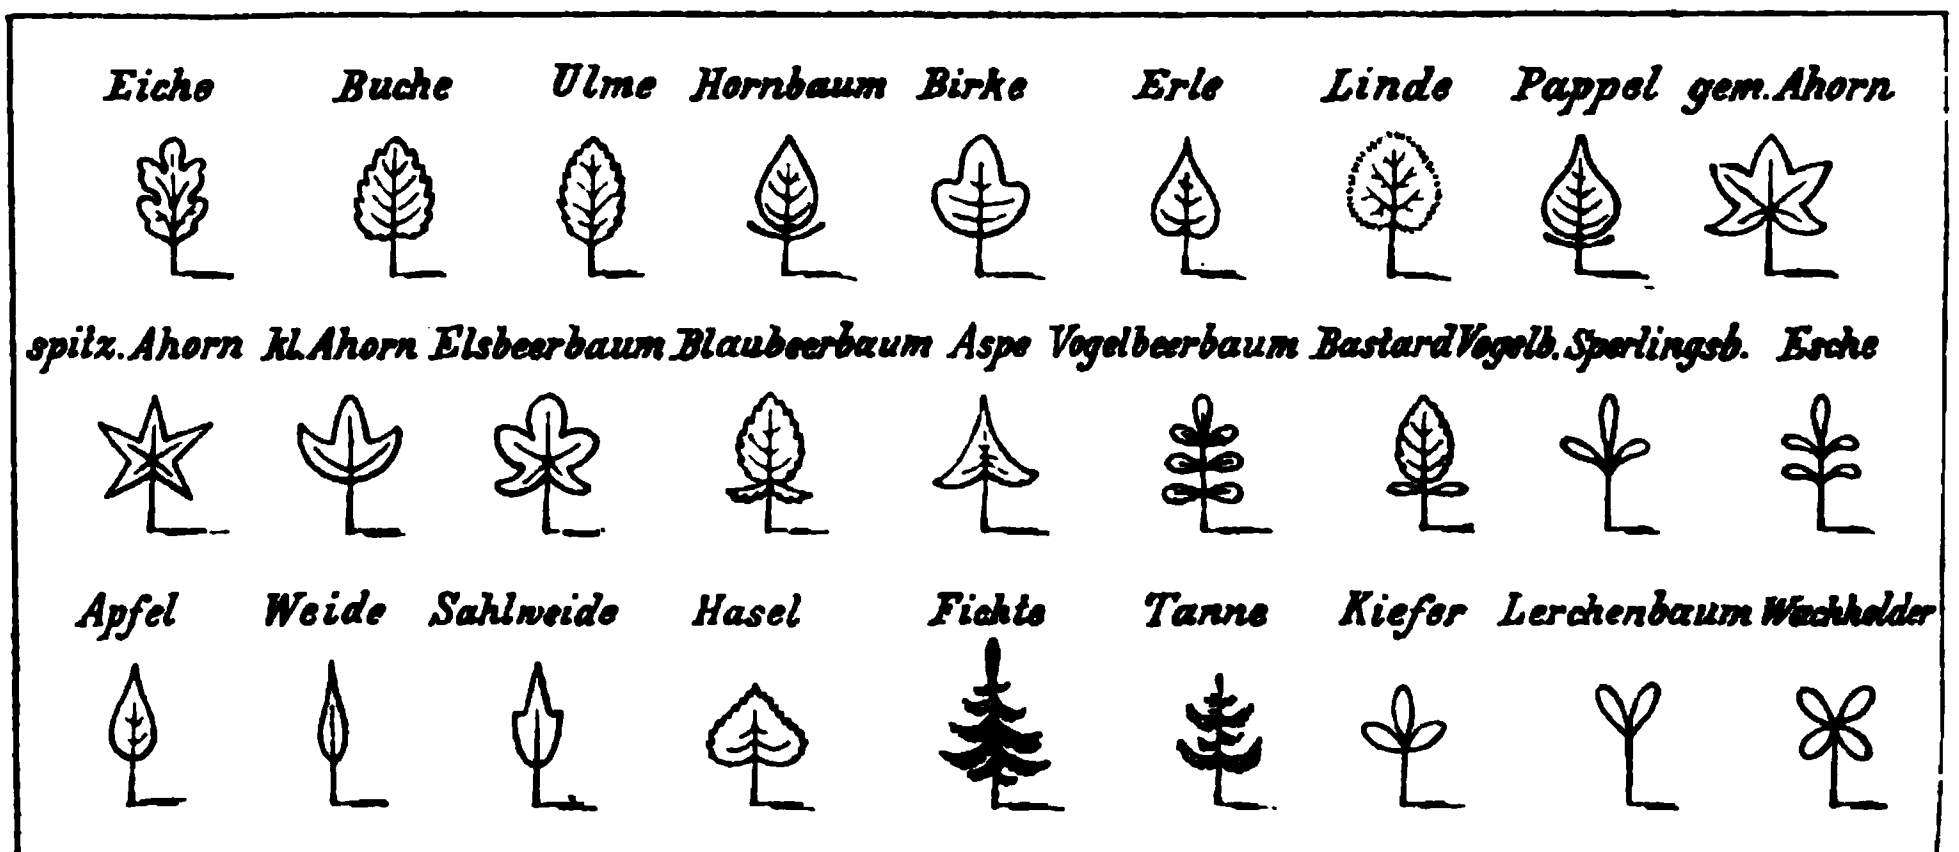 Eiche Buche Ulme Hornbaum Birke Erle Linde Pappel gem. Ahorn
spitz. Ahorn kl. Ahorn Elsbeerbaum Blaubeerbaum Aspe Vogelbeerbaum Bastard Vogelb. Sperlingsb. Esche
Apfel Weide Sahlweide Hasel Fichte Tanne Kiefer Lerchenbaum Wachholder